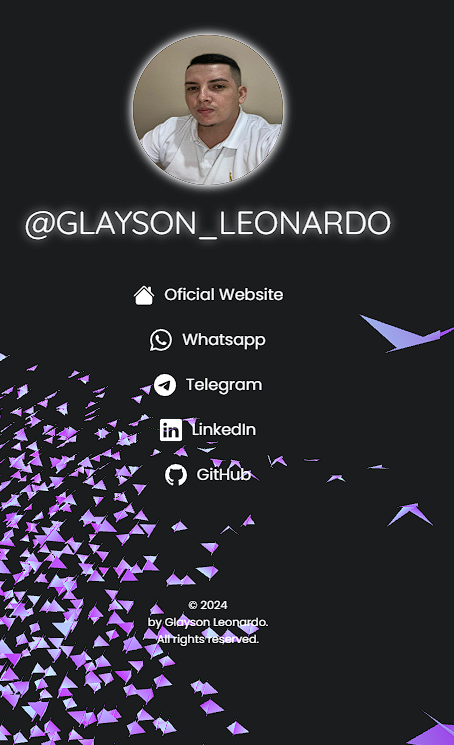 @GLAYSON_LEONARDO
Oficial Website
Whatsapp
Telegram
LinkedIn
GitHub
© 2024
by Glayson Leonardo.
All rights reserved.